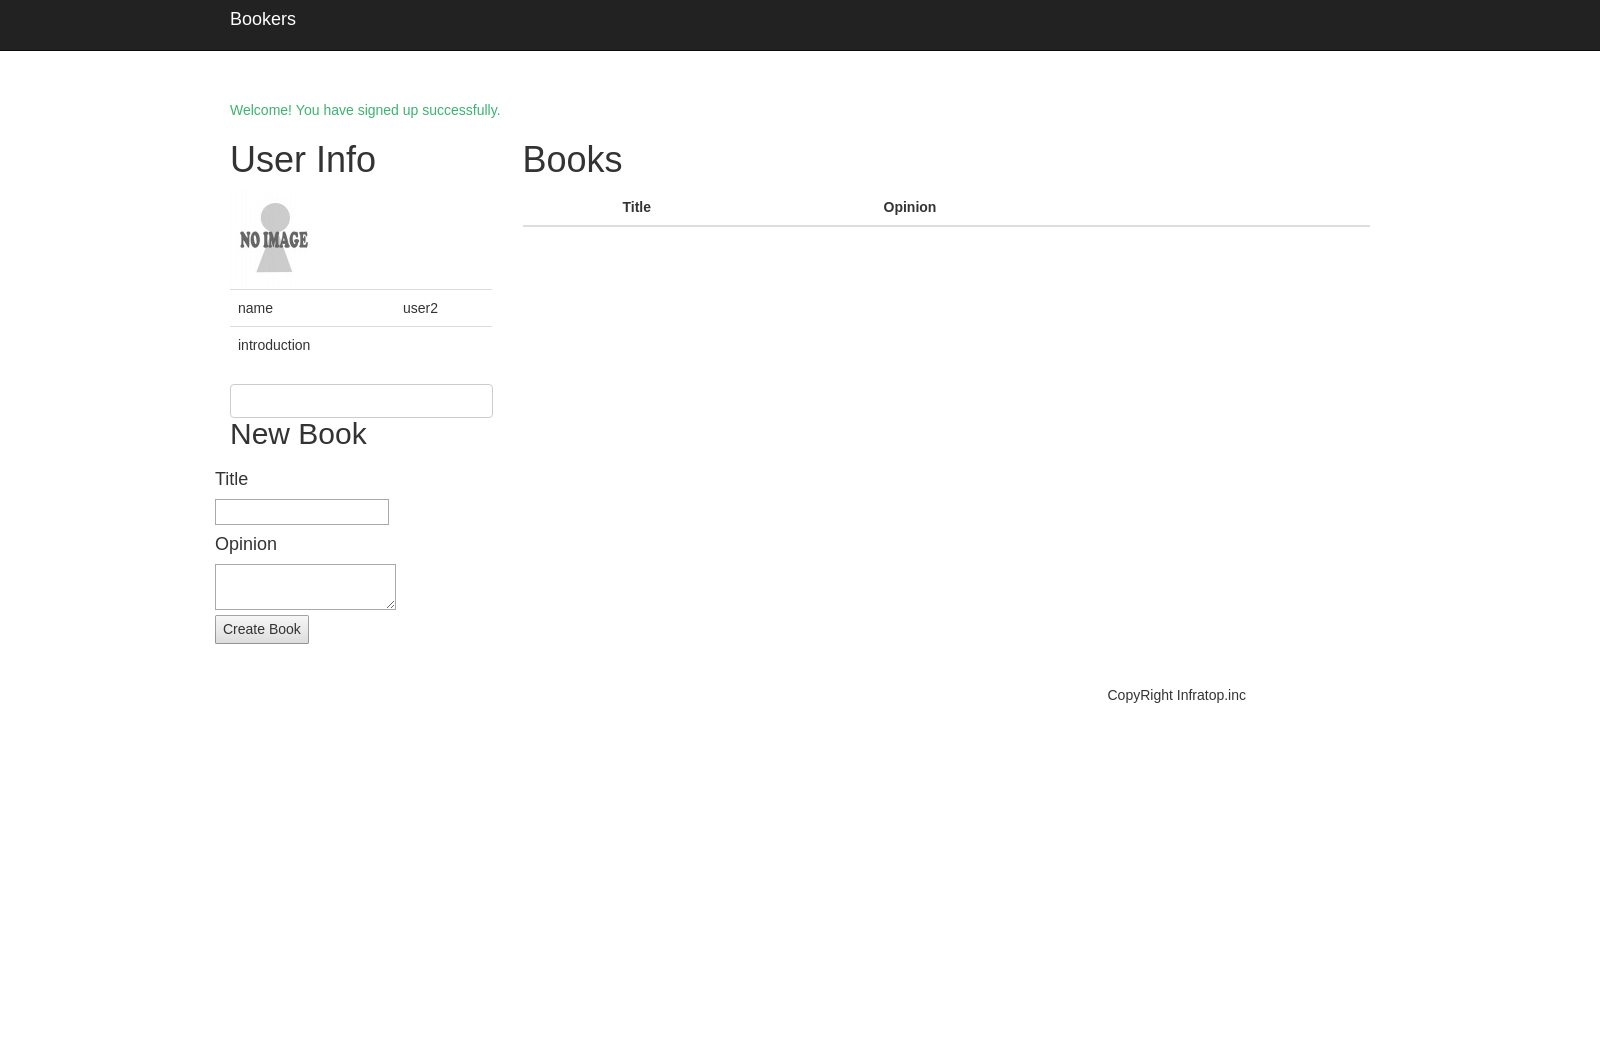 Bookers
Welcome! You have signed up successfully.
User Info
NO IMAGE
name user2
introduction
New Book
Title
Opinion
Create Book
Books
Title Opinion
CopyRight Infratop.inc